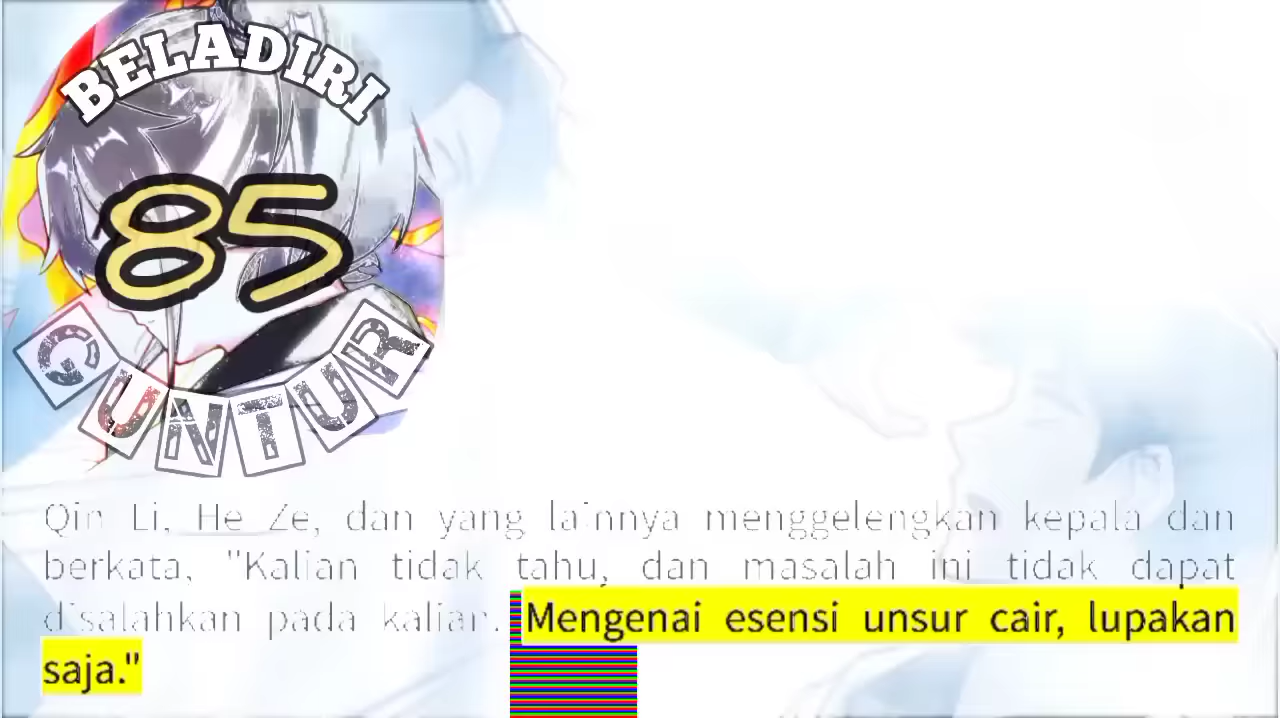 BELADIRI
85
GUNTUR
Qin Li, He Ze, dan yang lainnya menggelengkan kepala dan
berkata, "Kalian tidak tahu, dan masalah ini tidak dapat
disalahkan pada kalian. Mengenai esensi unsur cair, lupakan
saja."